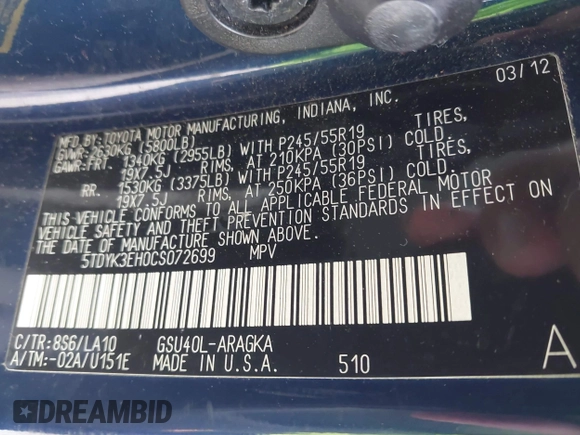 03/12
MFD. BY: TOYOTA MOTOR MANUFACTURING, INDIANA, INC.
GVWR: 2630KG (5800LB)
GAWR: FRT. 1340KG (2955LB) WITH P245/55R19 TIRES,
19X7.5J RIMS, AT 210KPA (30PSI) COLD.
RR. 1530KG (3375LB) WITH P245/55R19 TIRES,
19X7.5J RIMS, AT 250KPA (36PSI) COLD.
THIS VEHICLE CONFORMS TO ALL APPLICABLE FEDERAL MOTOR
VEHICLE SAFETY AND THEFT PREVENTION STANDARDS IN EFFECT ON
THE DATE OF MANUFACTURE SHOWN ABOVE.
5TDYK3EH0CS072699 MPV
C/TR: 8S6/LA10 GSU40L-ARAGKA
A/TM: -02A/U151E MADE IN U.S.A. 510 A
DREAMBID